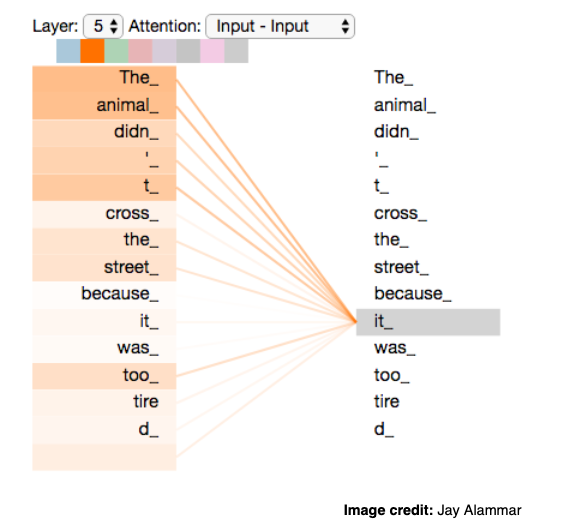 Layer: 5 Attention: Input - Input
The_ The_
animal_ animal_
didn_ didn_
'_ '_
t_ t_
cross_ cross_
the_ the_
street_ street_
because_ because_
it_ it_
was_ was_
too_ too_
tire tire
d_ d_
Image credit: Jay Alammar